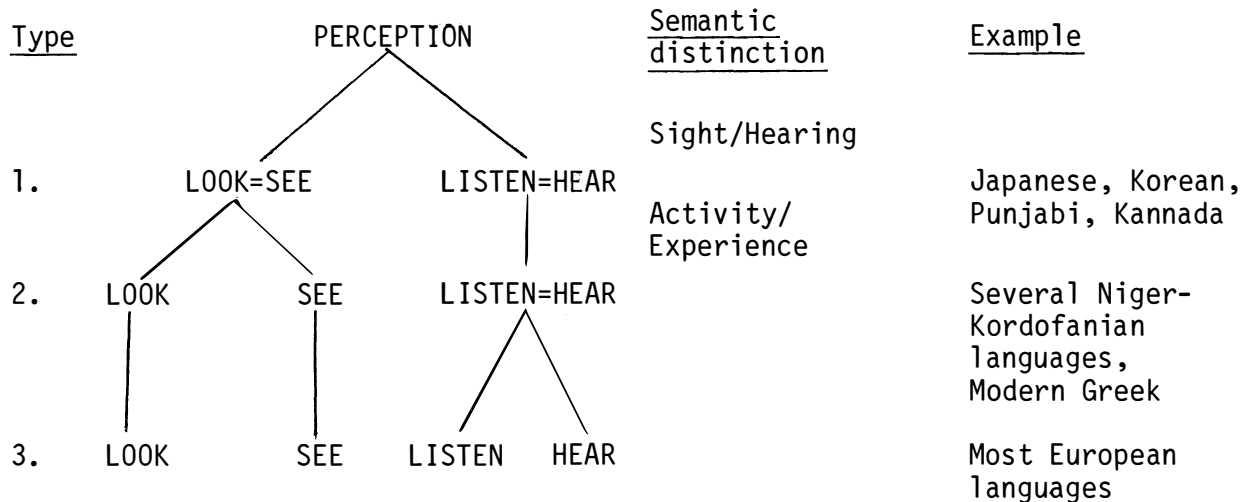 Type PERCEPTION Semantic distinction Example
Sight/Hearing
1. LOOK=SEE LISTEN=HEAR Japanese, Korean,
Activity/ Punjabi, Kannada
Experience
2. LOOK SEE LISTEN=HEAR Several Niger-
Kordofanian
languages,
Modern Greek
3. LOOK SEE LISTEN HEAR Most European
languages